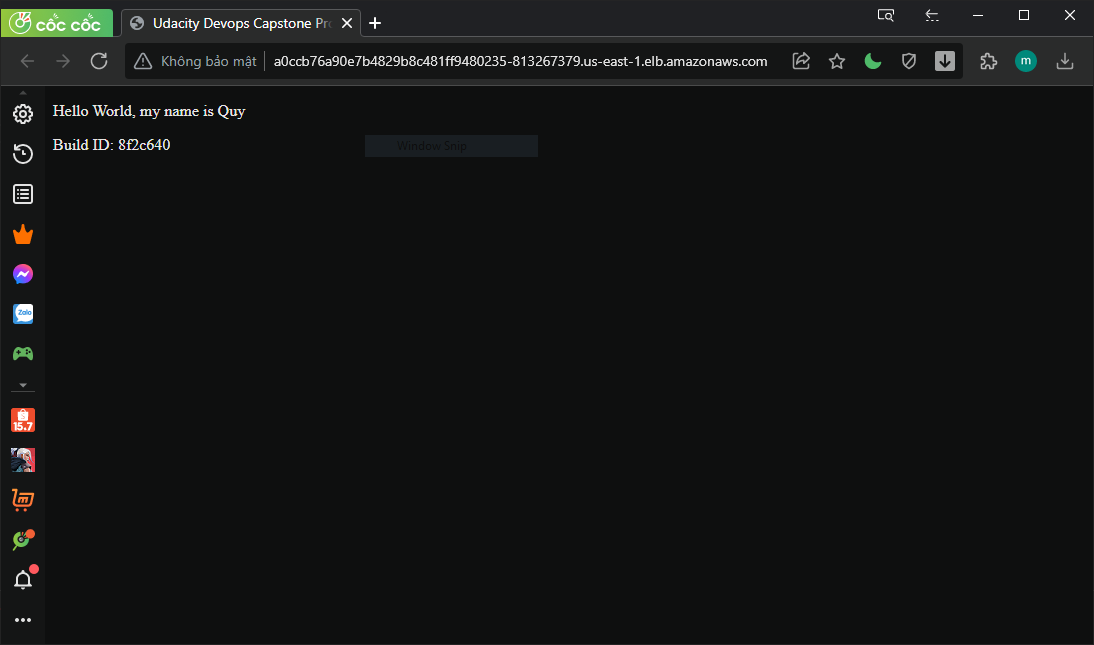 cốc cốc
Udacity Devops Capstone Pr
Không bảo mật
a0ccb76a90e7b4829b8c481ff9480235-813267379.us-east-1.elb.amazonaws.com
m
Hello World, my name is Quy
Build ID: 8f2c640
Window Snip
Zalo
15.7